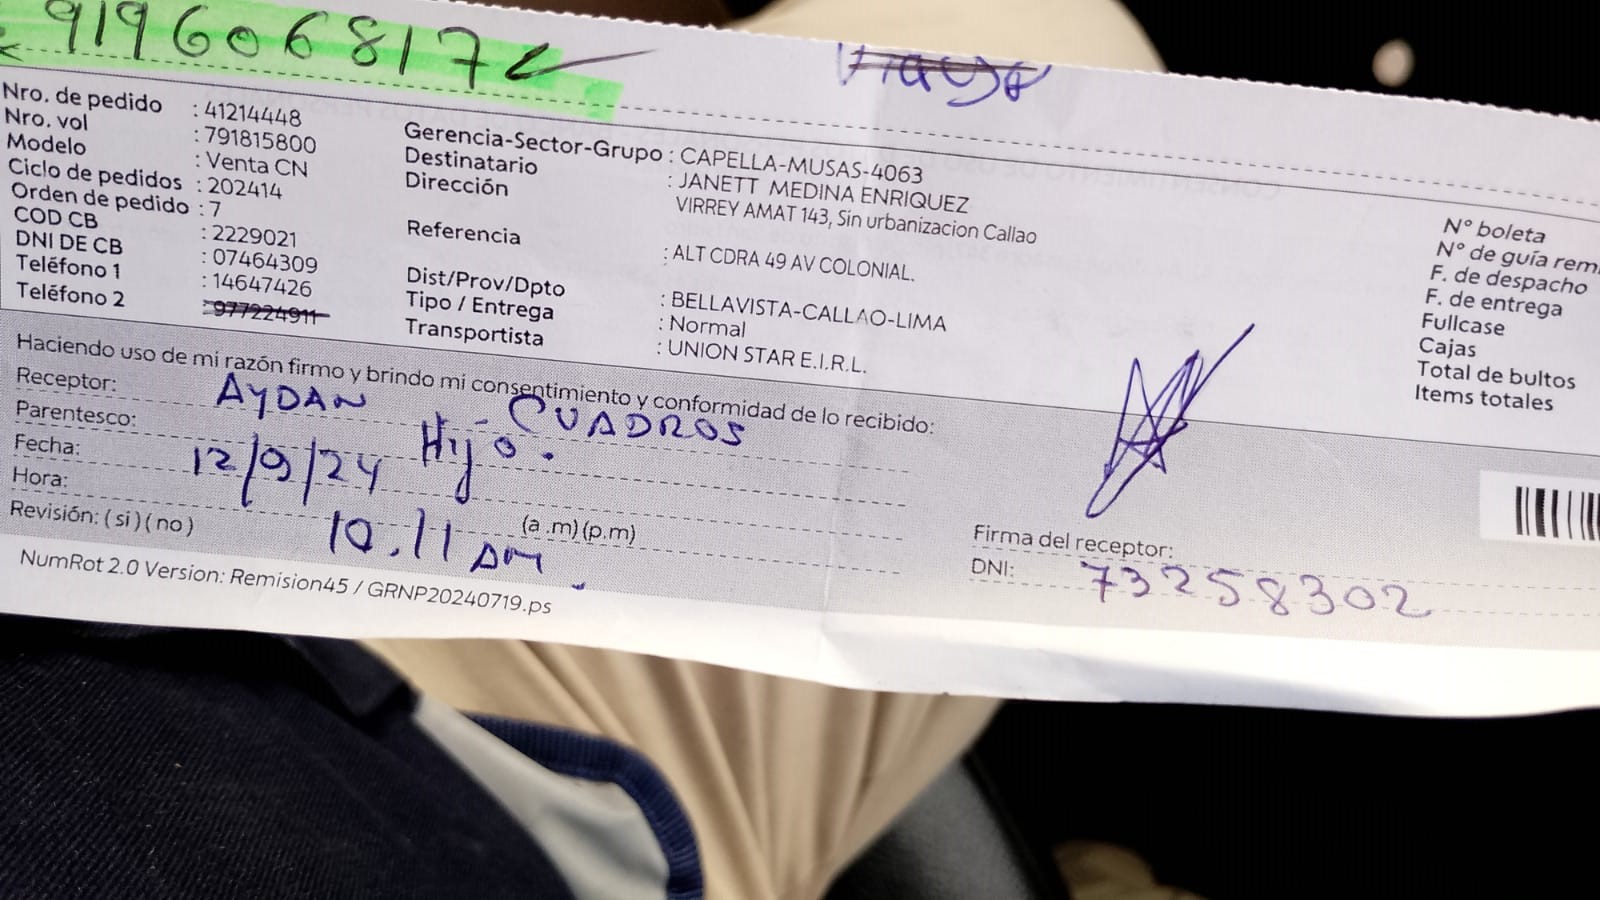 919606817
Nro. de pedido : 41214448
Nro. vol : 791815800
Modelo : Venta CN
Ciclo de pedidos : 202414
Orden de pedido : 7
COD CB : 2229021
DNI DE CB : 07464309
Teléfono 1 : 14647426
Teléfono 2 : 977224911
Gerencia-Sector-Grupo : CAPELLA-MUSAS-4063
Destinatario : JANETT MEDINA ENRIQUEZ
Dirección : VIRREY AMAT 143, Sin urbanizacion Callao
Referencia : ALT CDRA 49 AV COLONIAL.
Dist/Prov/Dpto : BELLAVISTA-CALLAO-LIMA
Tipo / Entrega : Normal
Transportista : UNION STAR E.I.R.L.
N° boleta
N° de guía remi
F. de despacho
F. de entrega
Fullcase
Cajas
Total de bultos
Items totales
Haciendo uso de mi razón firmo y brindo mi consentimiento y conformidad de lo recibido:
Receptor: AYDAN CUADROS
Parentesco: Hijo.
Fecha: 12/9/24
Hora: 10.11 AM (a .m) (p.m)
Revisión: ( si ) ( no )
Firma del receptor:
DNI: 73258302
NumRot 2.0 Version: Remision45 / GRNP20240719.ps